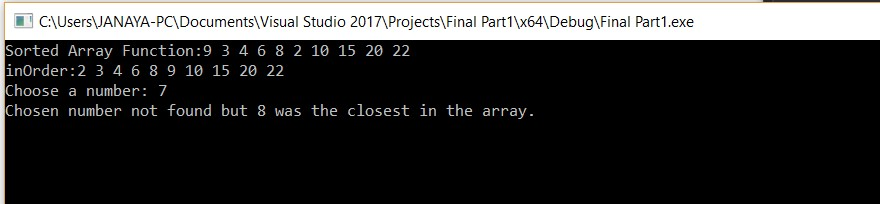 C:\Users\JANAYA-PC\Documents\Visual Studio 2017\Projects\Final Part1\x64\Debug\Final Part1.exe
Sorted Array Function:9 3 4 6 8 2 10 15 20 22
inOrder:2 3 4 6 8 9 10 15 20 22
Choose a number: 7
Chosen number not found but 8 was the closest in the array.